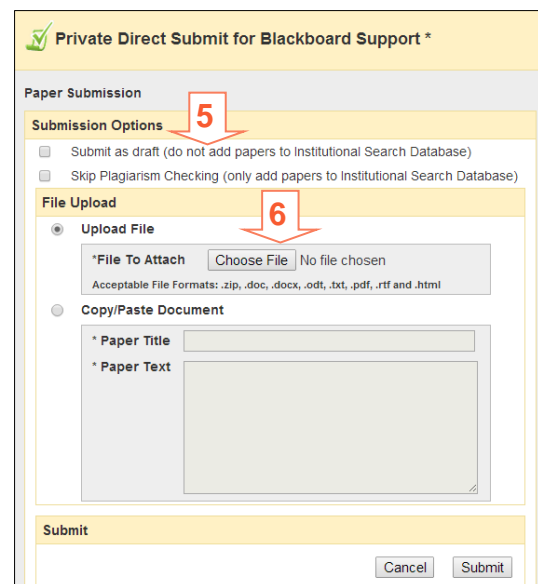 Private Direct Submit for Blackboard Support *
Paper Submission
Submission Options
5
Submit as draft (do not add papers to Institutional Search Database)
Skip Plagiarism Checking (only add papers to Institutional Search Database)
File Upload
6
Upload File
*File To Attach Choose File No file chosen
Acceptable File Formats: .zip, .doc, .docx, .odt, .txt, .pdf, .rtf and .html
Copy/Paste Document
* Paper Title
* Paper Text
Submit
Cancel Submit